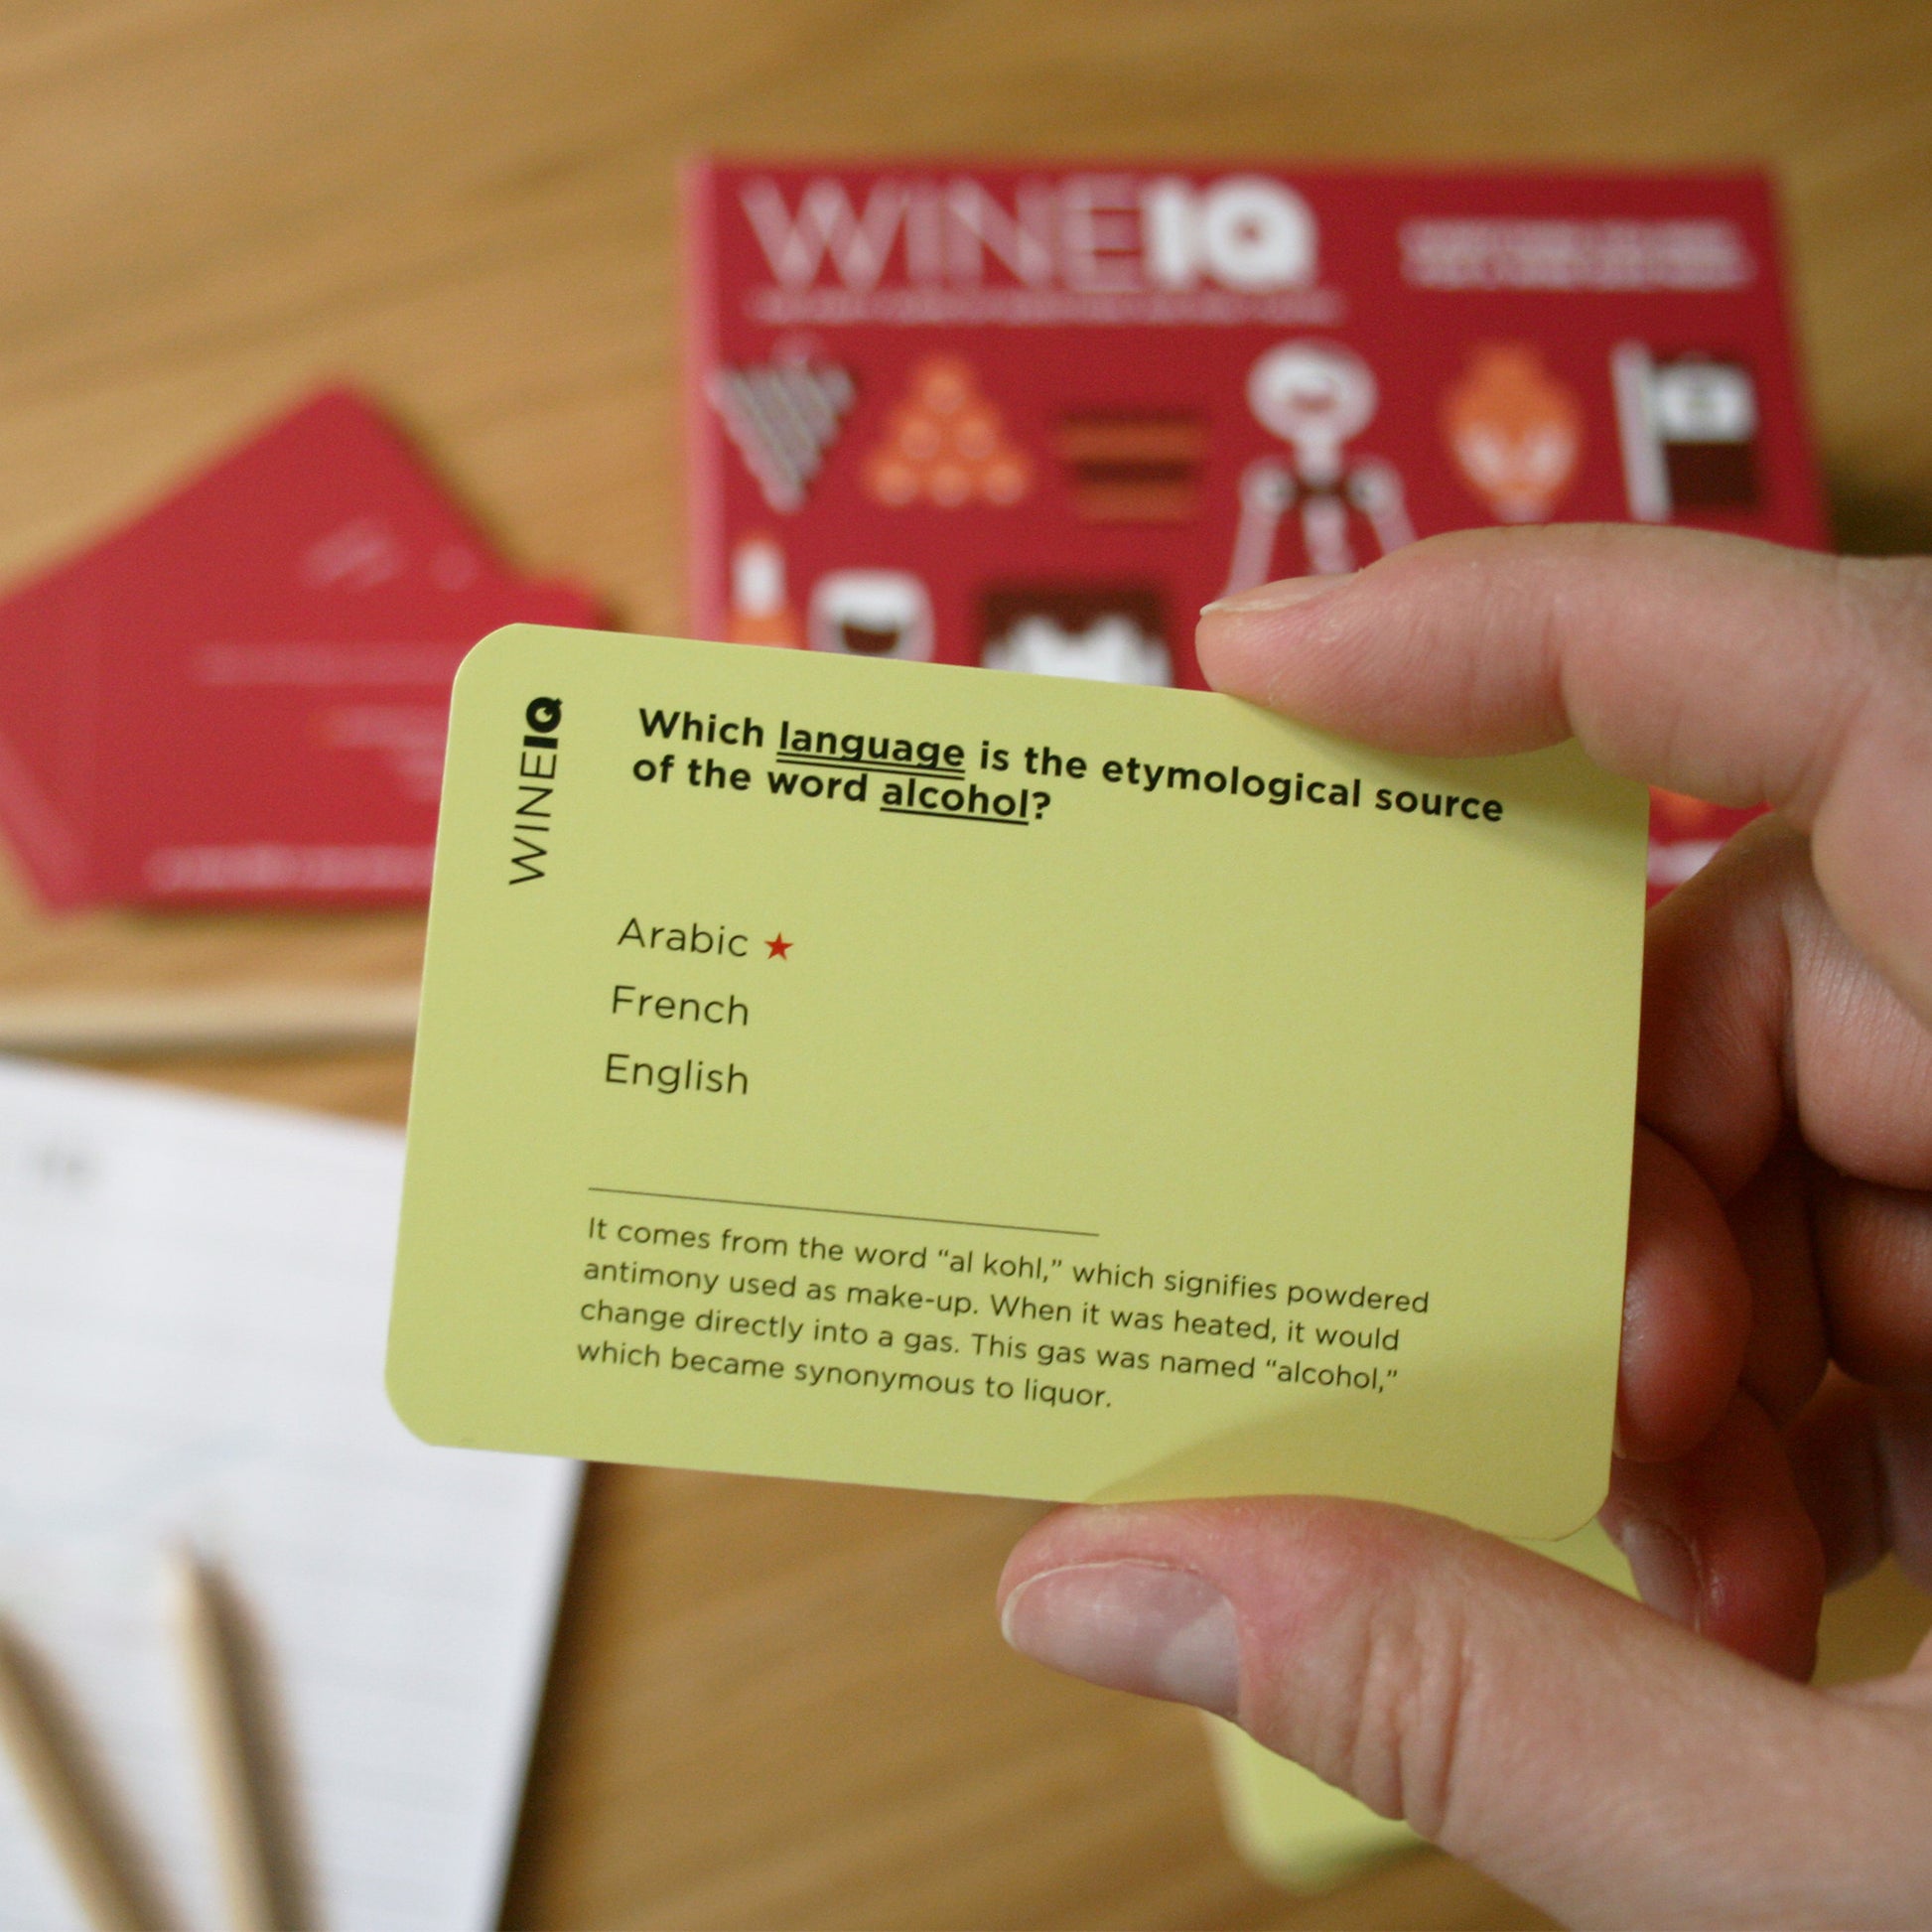 WINEIQ
WINEIQ
Which language is the etymological source
of the word alcohol?
Arabic ★
French
English
It comes from the word “al kohl,” which signifies powdered
antimony used as make-up. When it was heated, it would
change directly into a gas. This gas was named “alcohol,”
which became synonymous to liquor.